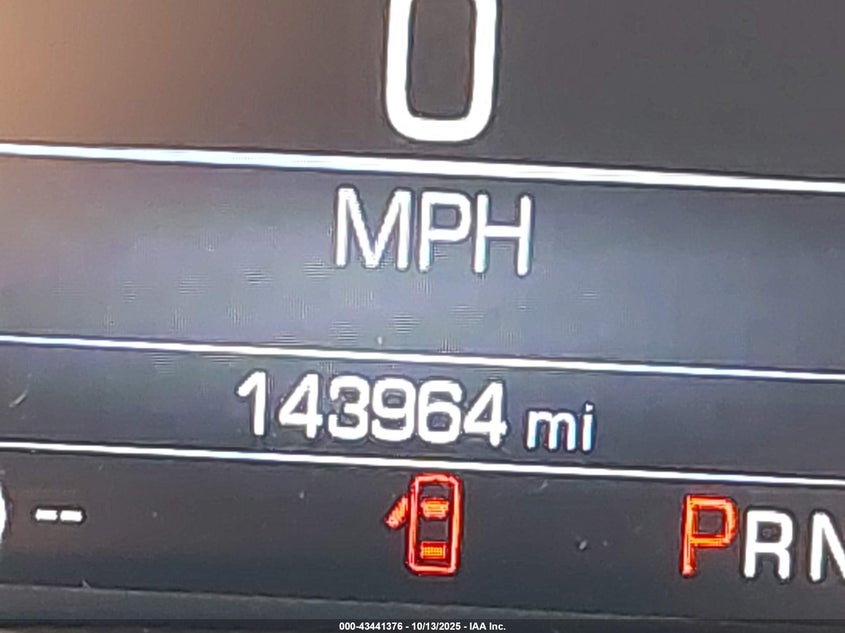 0
MPH
143964 mi
-- PRN
000-43441376 - 10/13/2025 - IAA Inc.